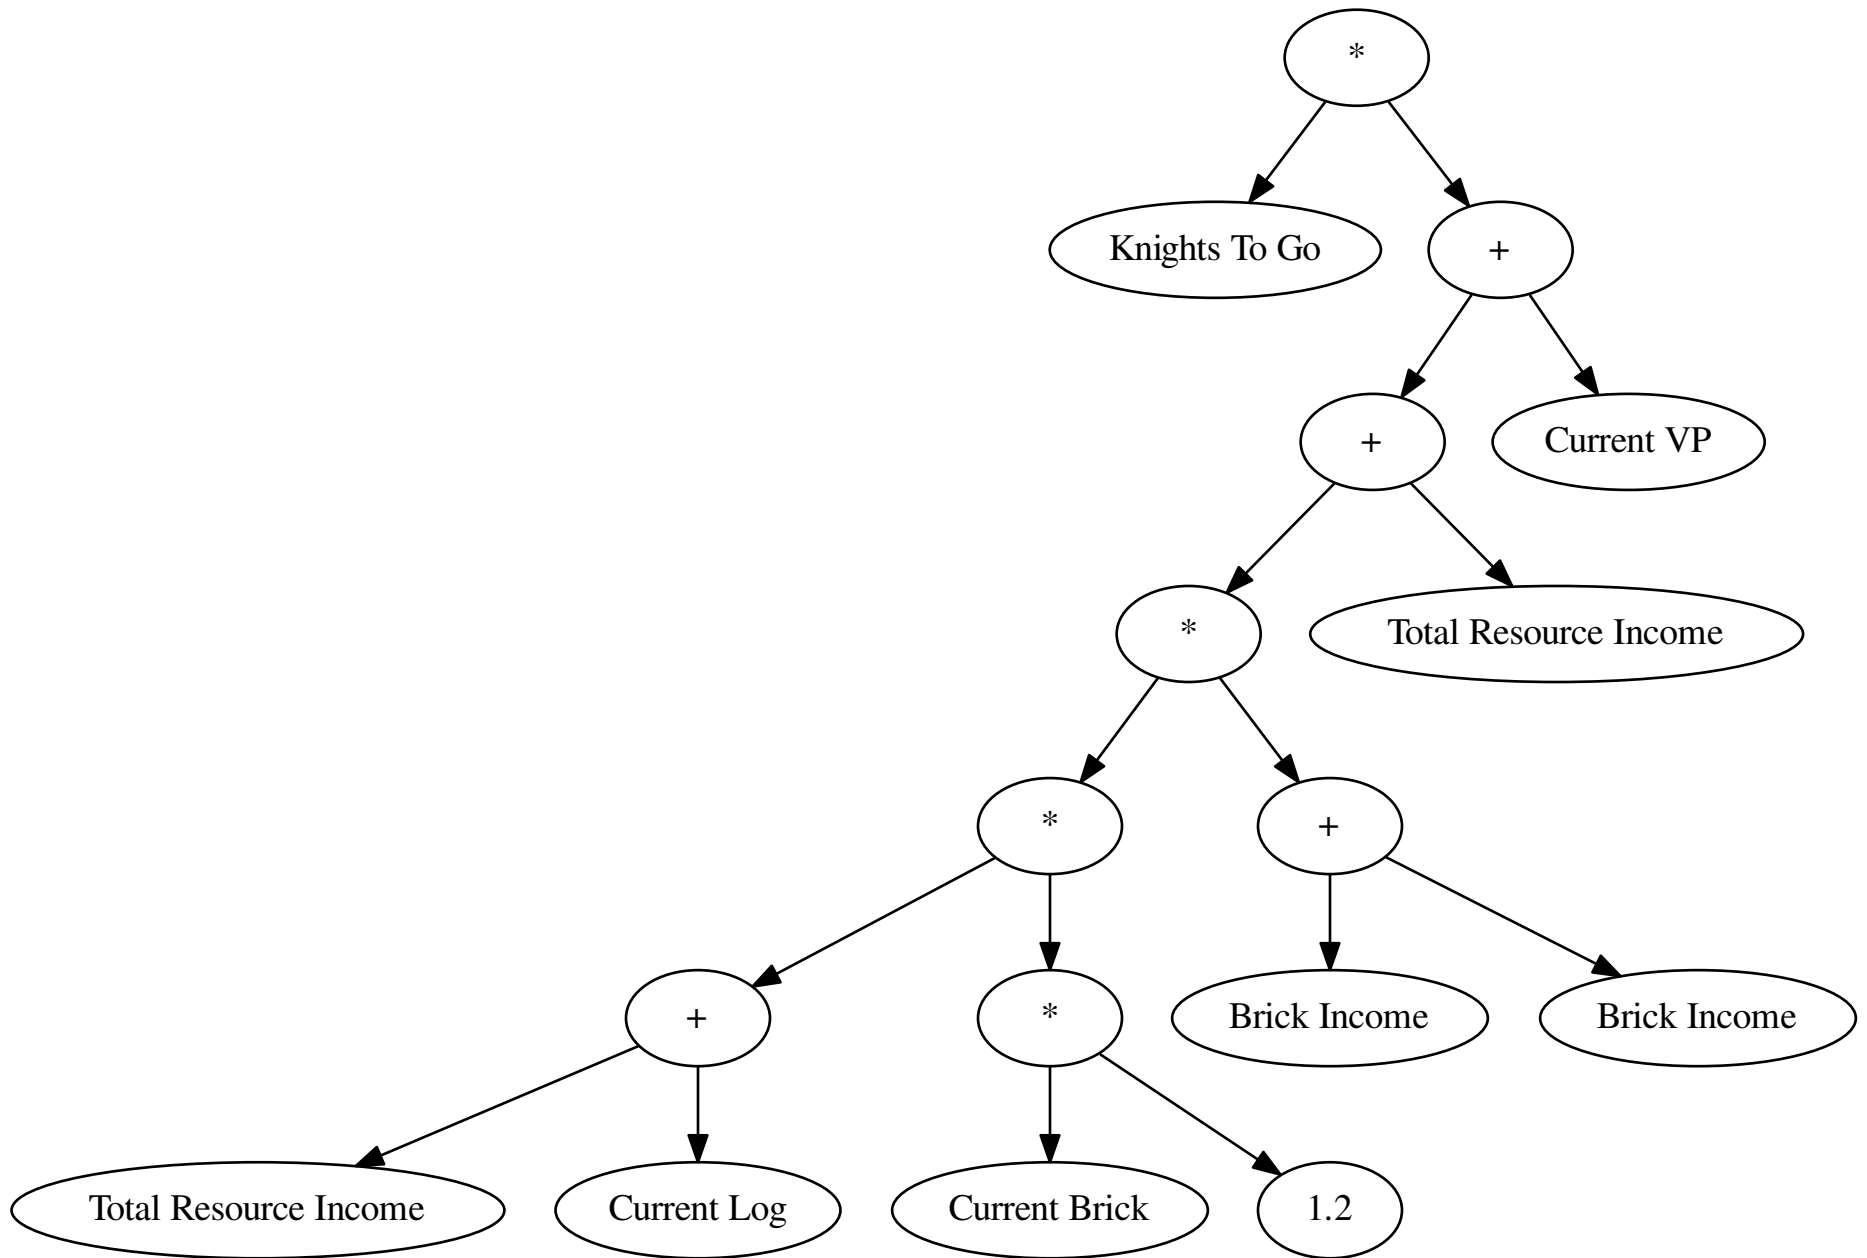 *
Knights To Go
+
+
Current VP
*
Total Resource Income
*
+
+
*
Brick Income
Brick Income
Total Resource Income
Current Log
Current Brick
1.2